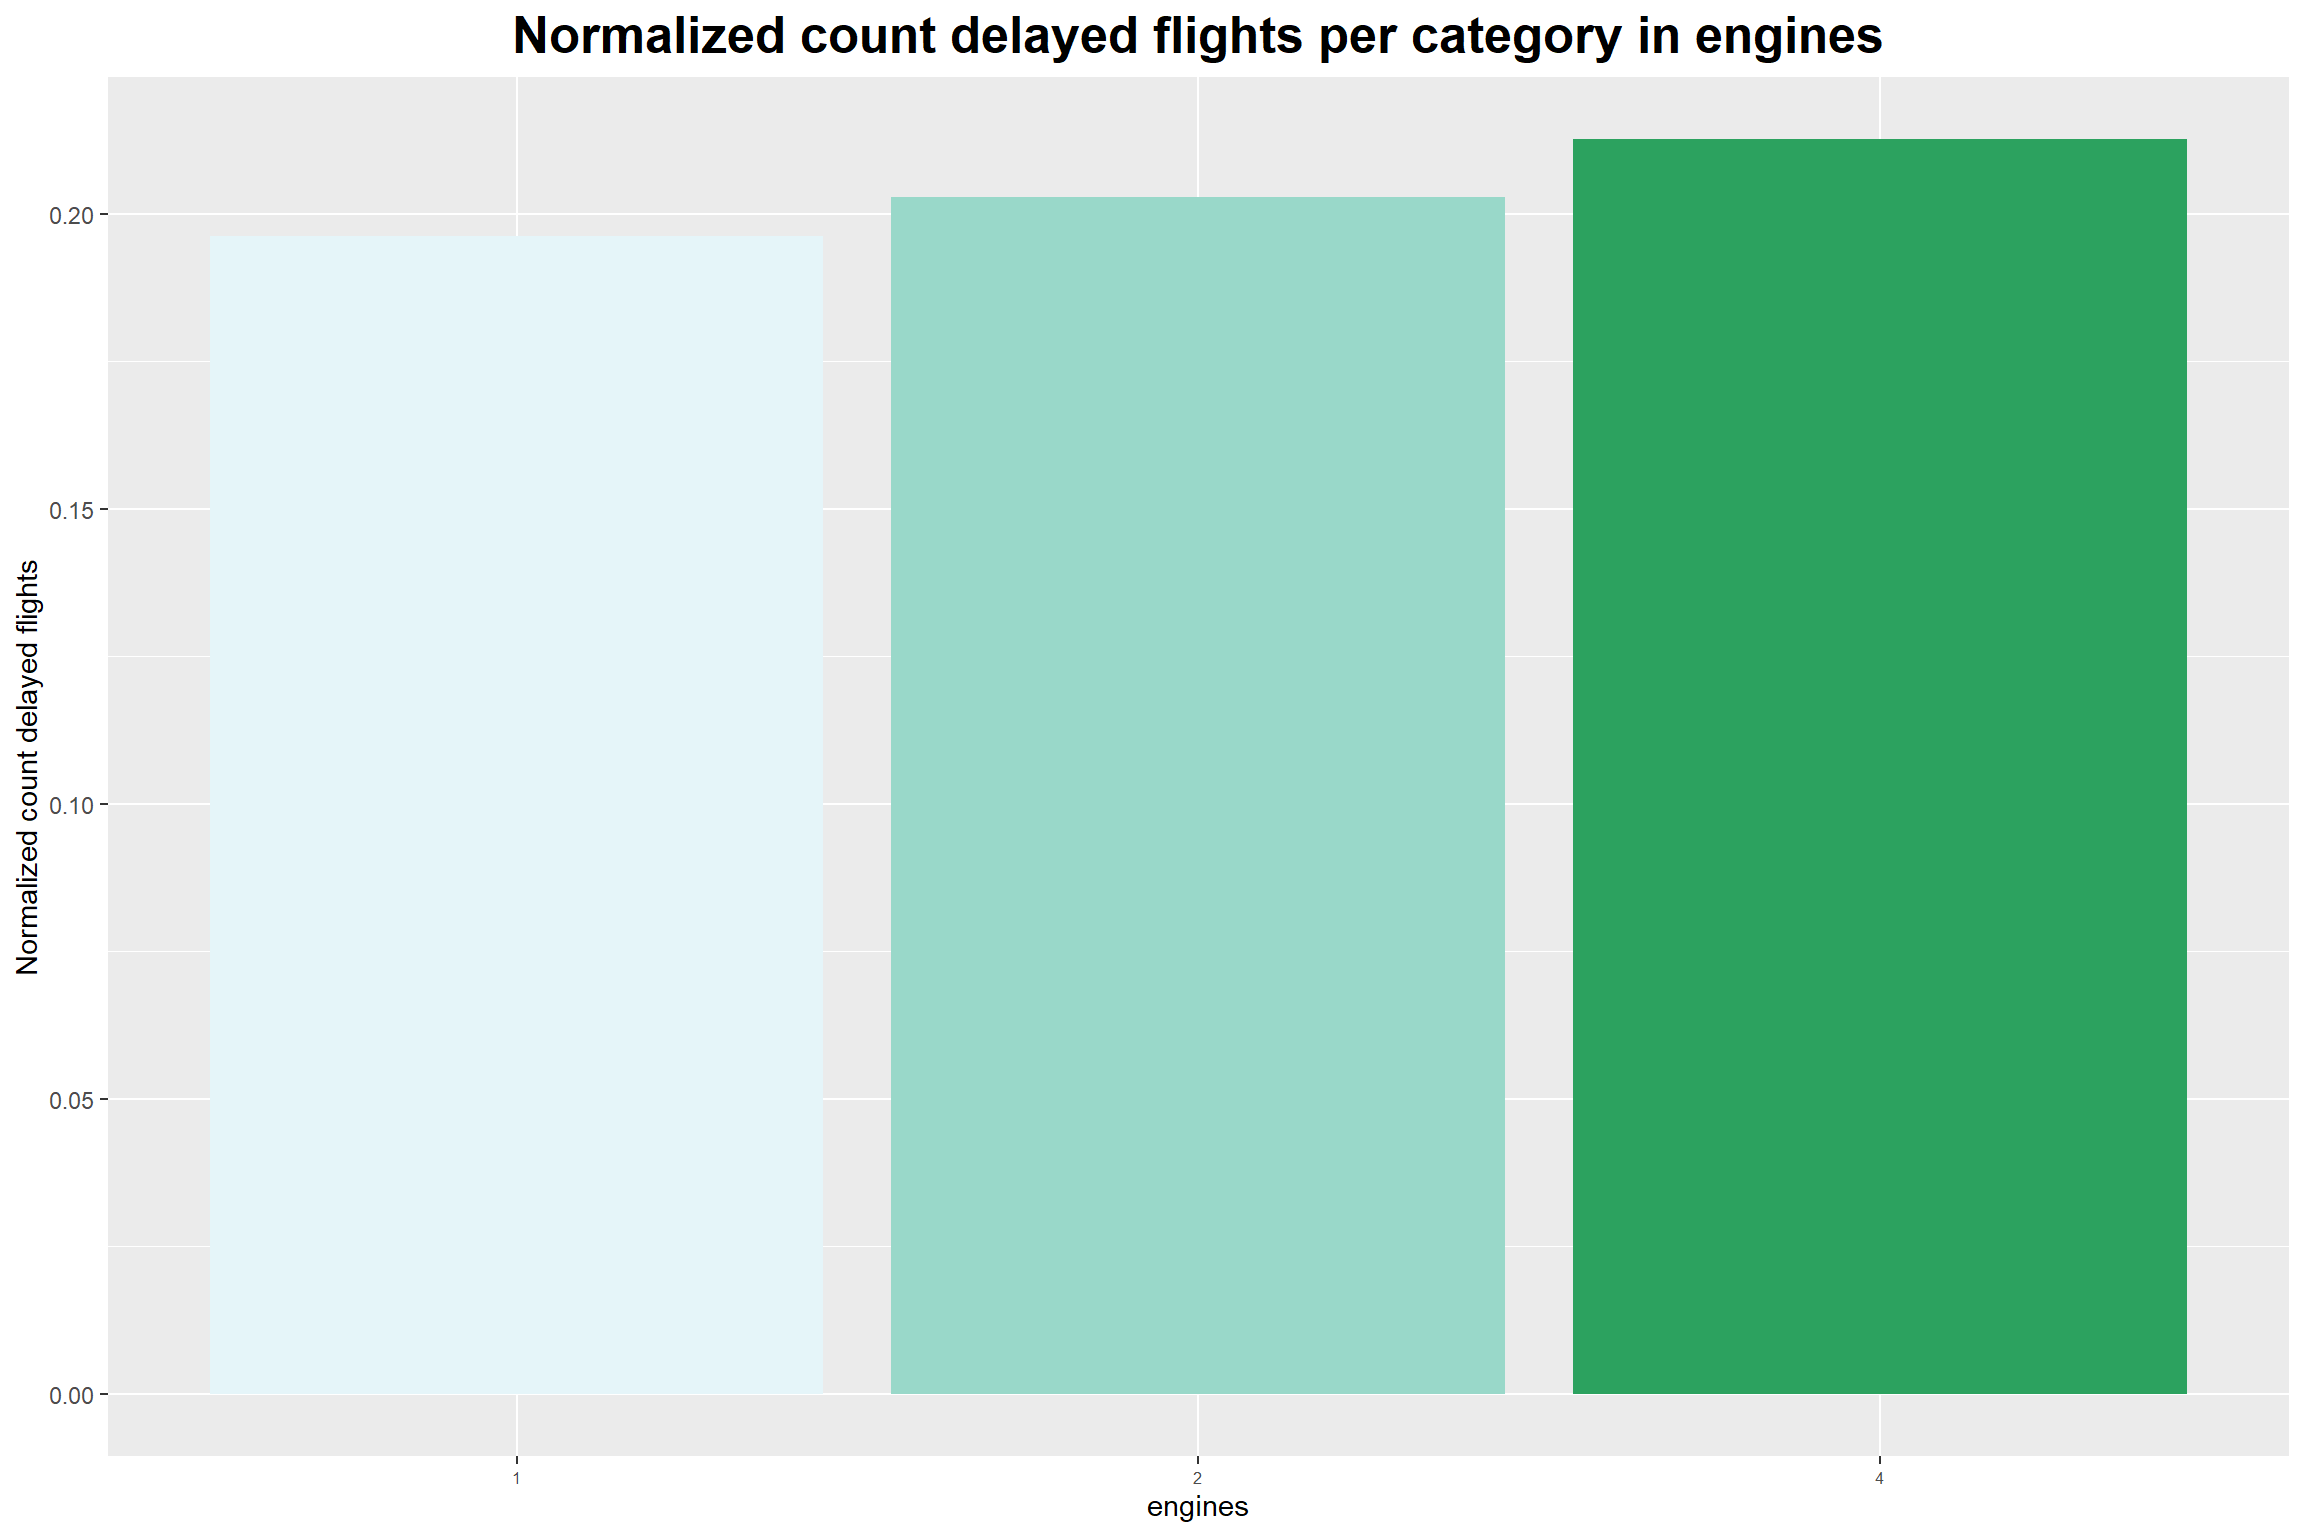 Normalized count delayed flights per category in engines
Normalized count delayed flights
0.20
0.15
0.10
0.05
0.00
1
2
4
engines